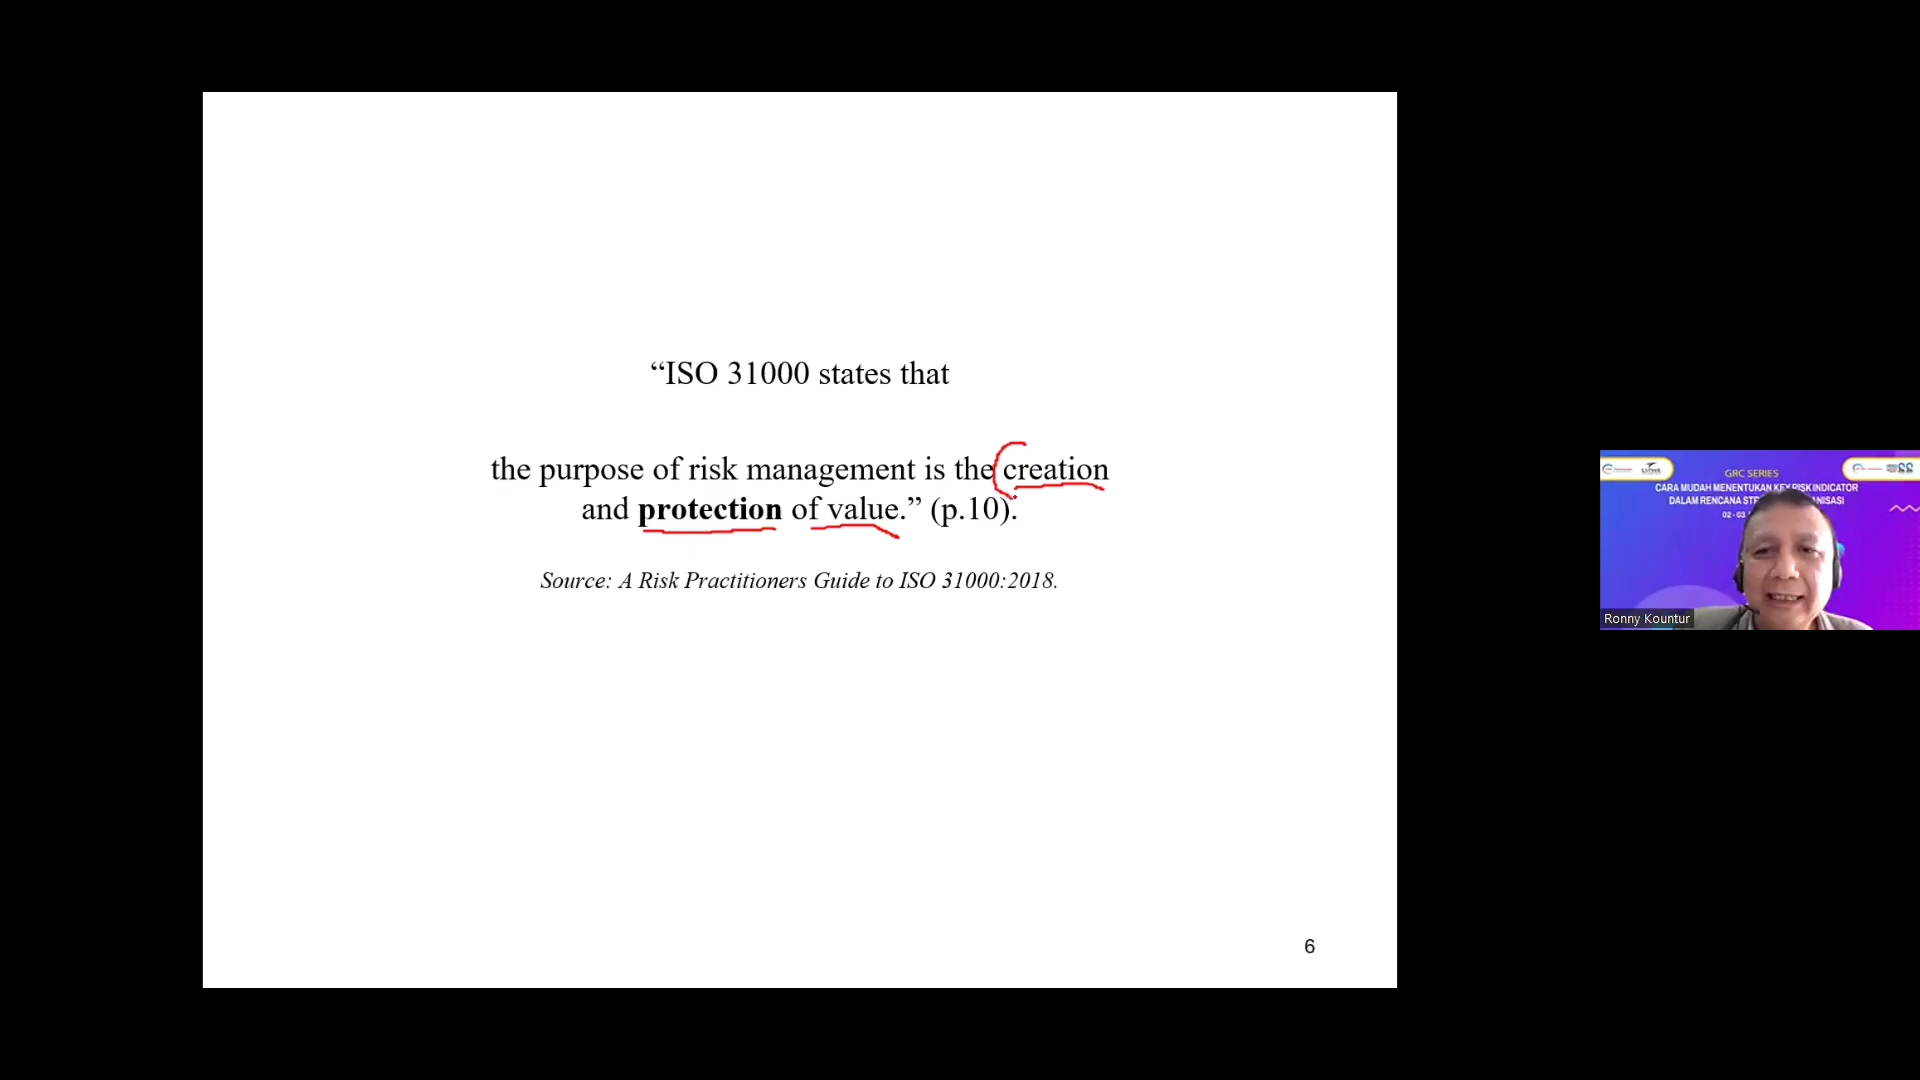 “ISO 31000 states that
the purpose of risk management is the creation
and protection of value.” (p.10).
Source: A Risk Practitioners Guide to ISO 31000:2018.
6
GRC SERIES
CARA MUDAH MENENTUKAN KEY RISK INDICATOR
DALAM RENCANA
02 - 03
Ronny Kountur